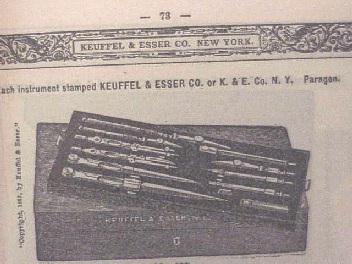 — 73 —
KEUFFEL & ESSER CO. NEW YORK.
Each instrument stamped KEUFFEL & ESSER CO. or K. & E. Co. N. Y. Paragon.
"Copyright, by Keuffel & Esser."
KEUFFEL & ESSER